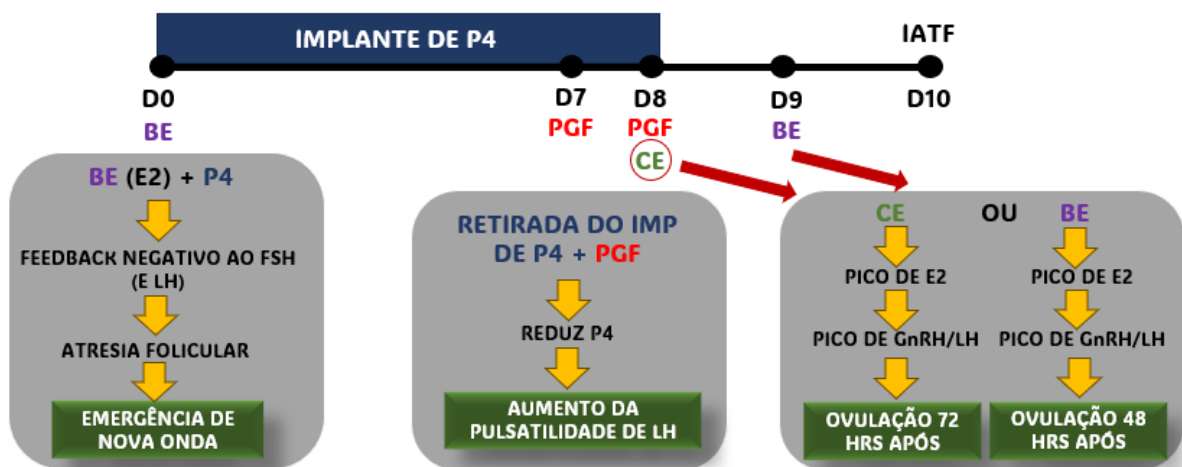 IMPLANTE DE P4
IATF
D0
D7
D8
D9
D10
BE
PGF
PGF
BE
CE
BE (E2) + P4
FEEDBACK NEGATIVO AO FSH
(E LH)
ATRESIA FOLICULAR
EMERGÊNCIA DE
NOVA ONDA
RETIRADA DO IMP
DE P4 + PGF
REDUZ P4
AUMENTO DA
PULSATILIDADE DE LH
CE OU BE
PICO DE E2
PICO DE GnRH/LH
OVULAÇÃO 72
HRS APÓS
PICO DE E2
PICO DE GnRH/LH
OVULAÇÃO 48
HRS APÓS